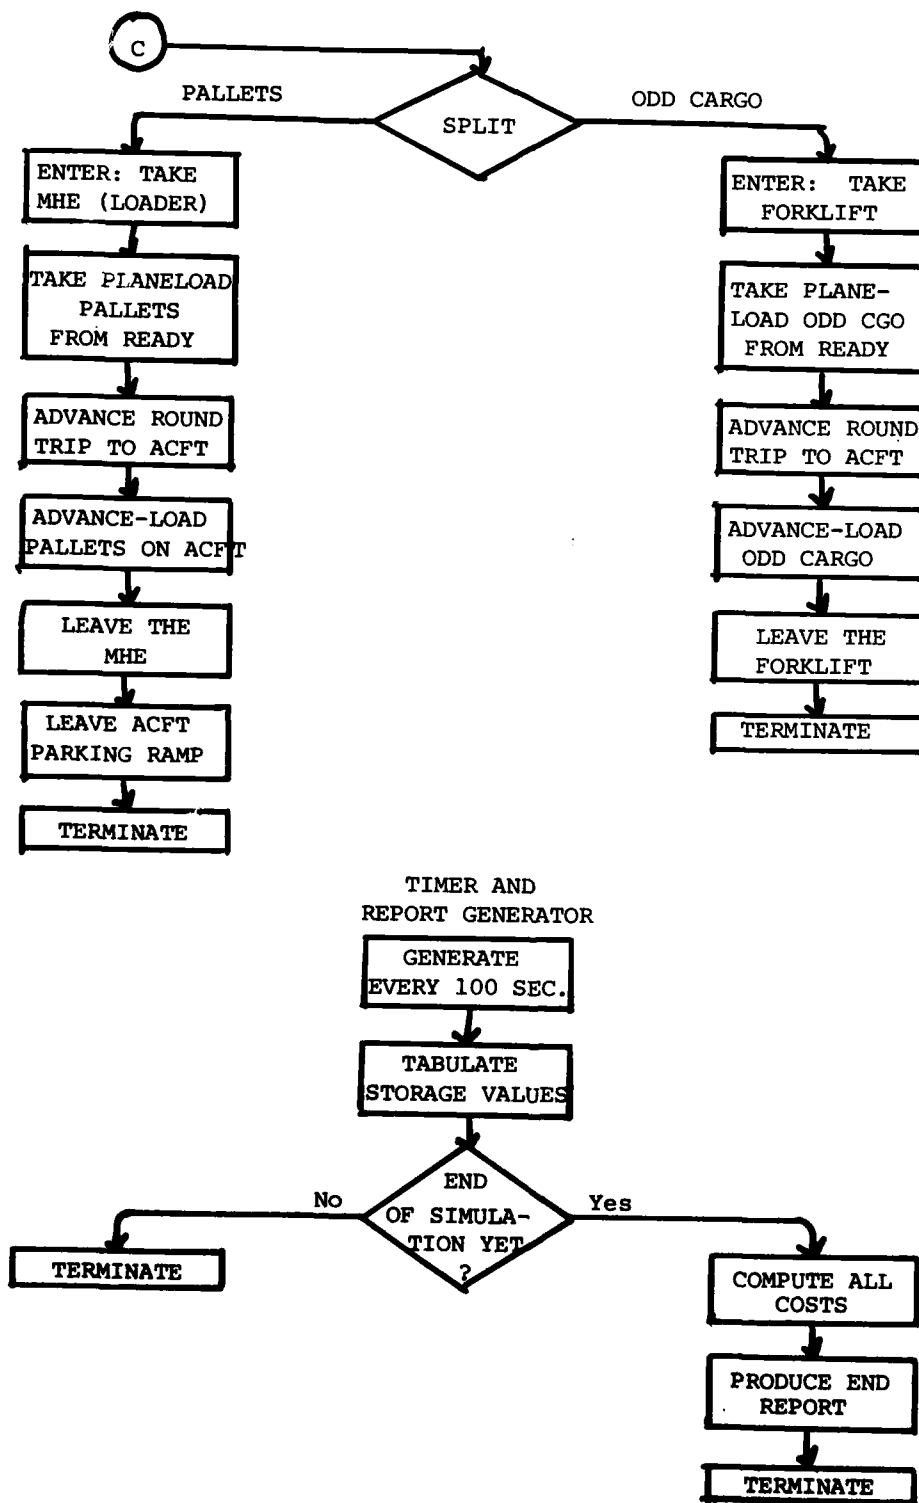 C
PALLETS
ODD CARGO
SPLIT
ENTER: TAKE
MHE (LOADER)
TAKE PLANELOAD
PALLETS
FROM READY
ADVANCE ROUND
TRIP TO ACFT
ADVANCE-LOAD
PALLETS ON ACFT
LEAVE THE
MHE
LEAVE ACFT
PARKING RAMP
TERMINATE
ENTER: TAKE
FORKLIFT
TAKE PLANE-
LOAD ODD CGO
FROM READY
ADVANCE ROUND
TRIP TO ACFT
ADVANCE-LOAD
ODD CARGO
LEAVE THE
FORKLIFT
TERMINATE
TIMER AND
REPORT GENERATOR
GENERATE
EVERY 100 SEC.
TABULATE
STORAGE VALUES
END
OF SIMULA-
TION YET
?
No
Yes
TERMINATE
COMPUTE ALL
COSTS
PRODUCE END
REPORT
TERMINATE